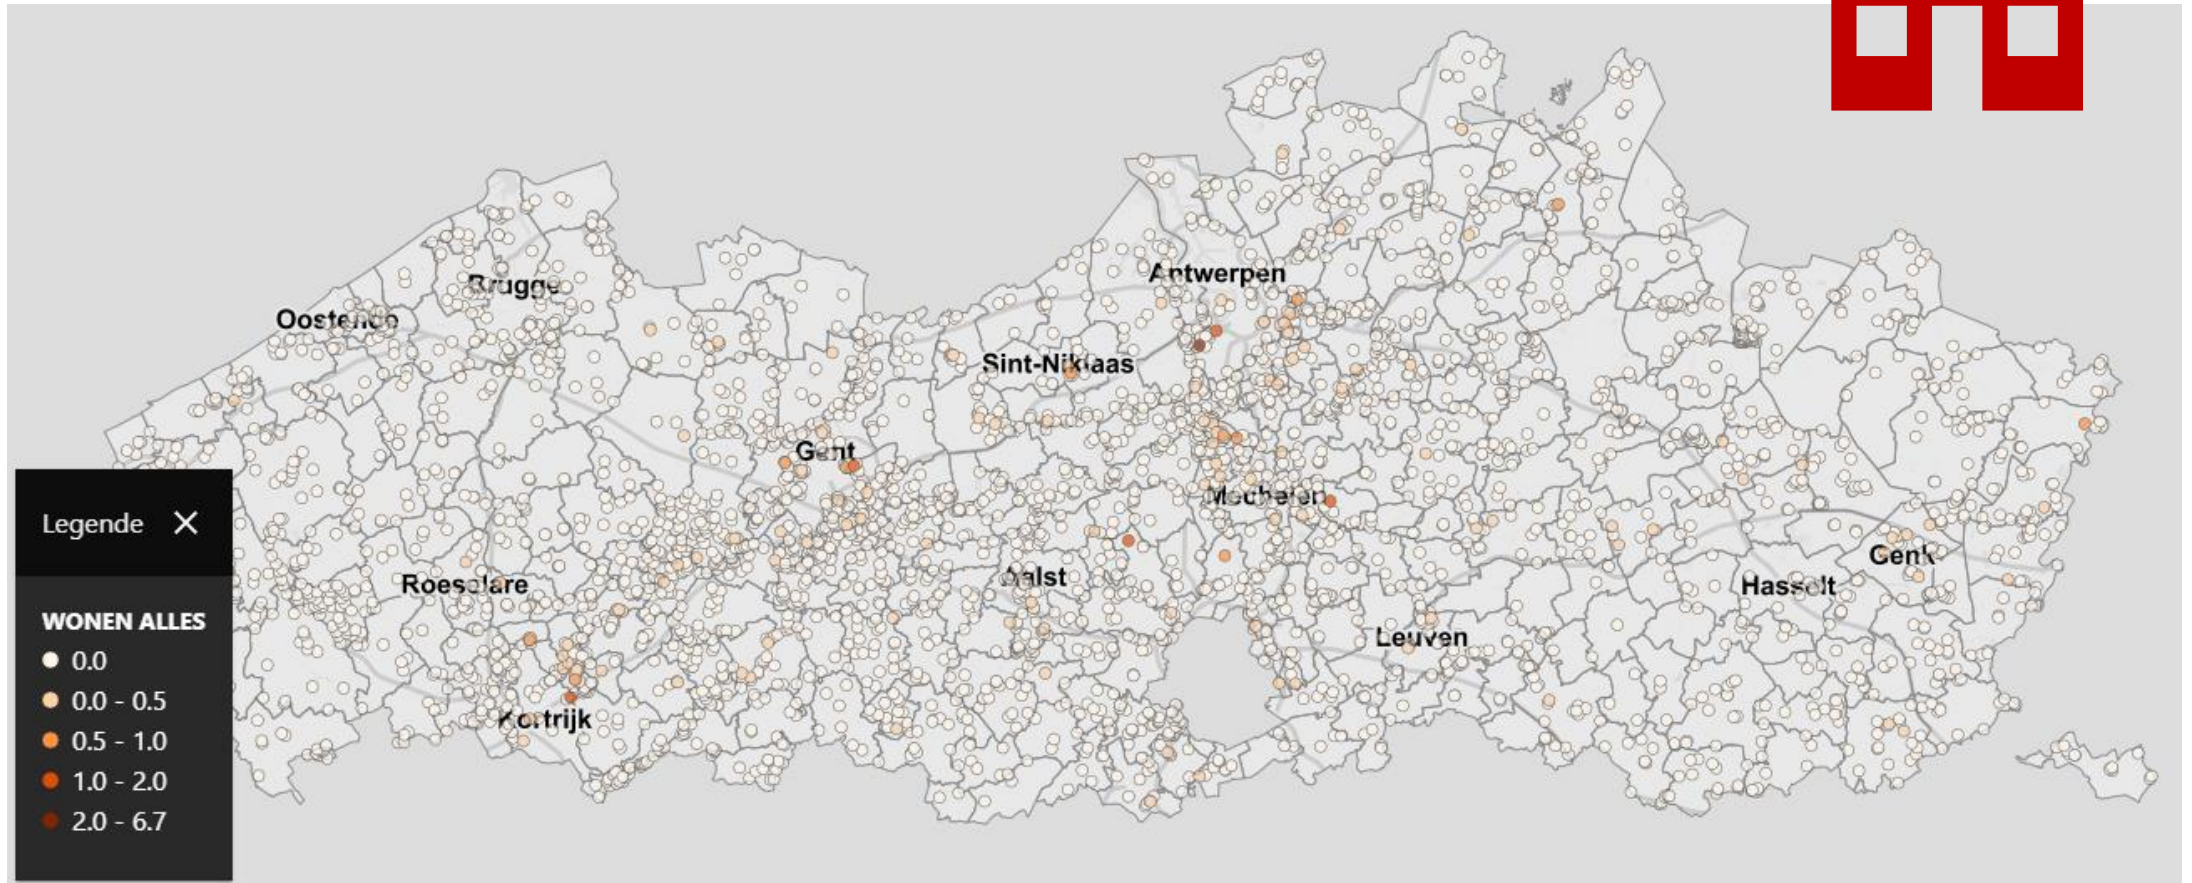 Brugge
Antwerpen
Oostende
Sint-Niklaas
Gent
Mechelen
Legende
Genk
Aalst
Roeselare
Hasselt
WONEN ALLES
Leuven
0.0
0.0 - 0.5
Kortrijk
0.5 - 1.0
1.0 - 2.0
2.0 - 6.7